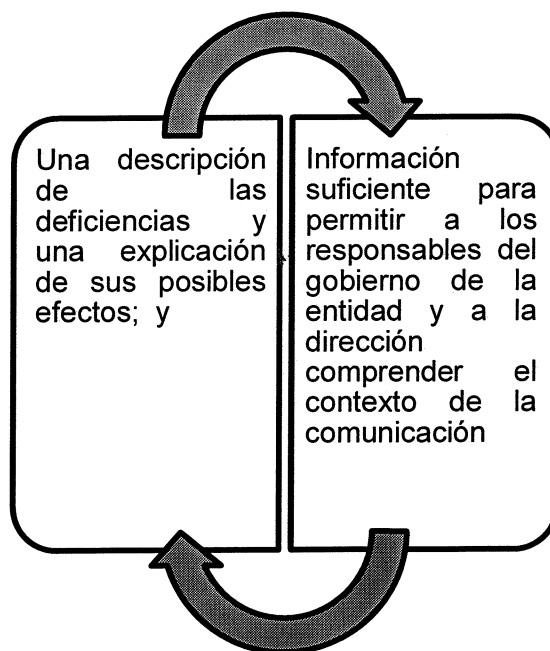 Una descripción
de las
deficiencias y
una explicación
de sus posibles
efectos; y
Información
suficiente para
permitir a los
responsables del
gobierno de la
entidad y a la
dirección
comprender el
contexto de la
comunicación